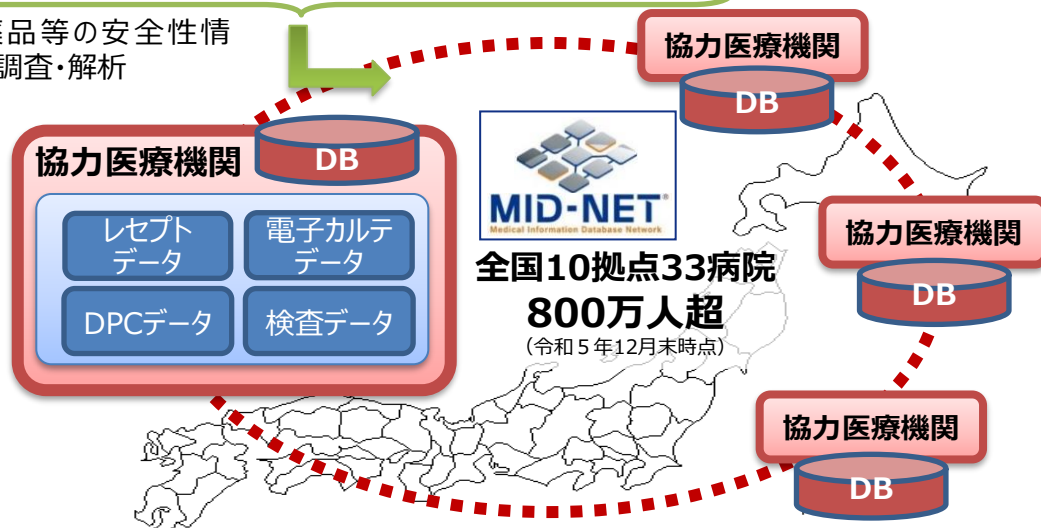 品等の安全性情
調査・解析
協力医療機関
DB
協力医療機関
DB
レセプト
データ
電子カルテ
データ
DPCデータ
検査データ
MID-NET®
Medical Information Database Network
全国10拠点33病院
800万人超
(令和5年12月末時点)
協力医療機関
DB
協力医療機関
DB